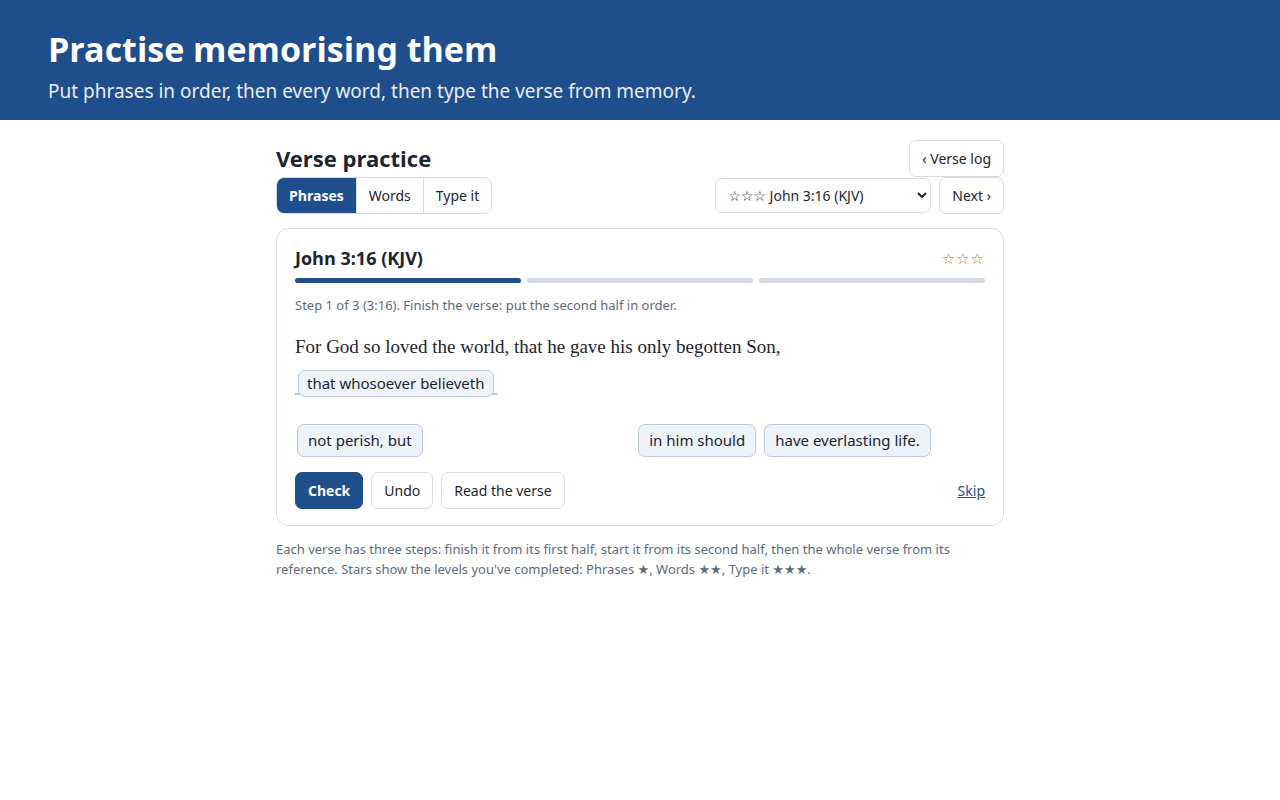 Practise memorising them
Put phrases in order, then every word, then type the verse from memory.
Verse practice
‹ Verse log
Phrases Words Type it
☆☆☆ John 3:16 (KJV) Next ›
John 3:16 (KJV) ☆☆☆
Step 1 of 3 (3:16). Finish the verse: put the second half in order.
For God so loved the world, that he gave his only begotten Son,
that whosoever believeth
not perish, but in him should have everlasting life.
Check Undo Read the verse Skip
Each verse has three steps: finish it from its first half, start it from its second half, then the whole verse from its
reference. Stars show the levels you've completed: Phrases ★, Words ★★, Type it ★★★.